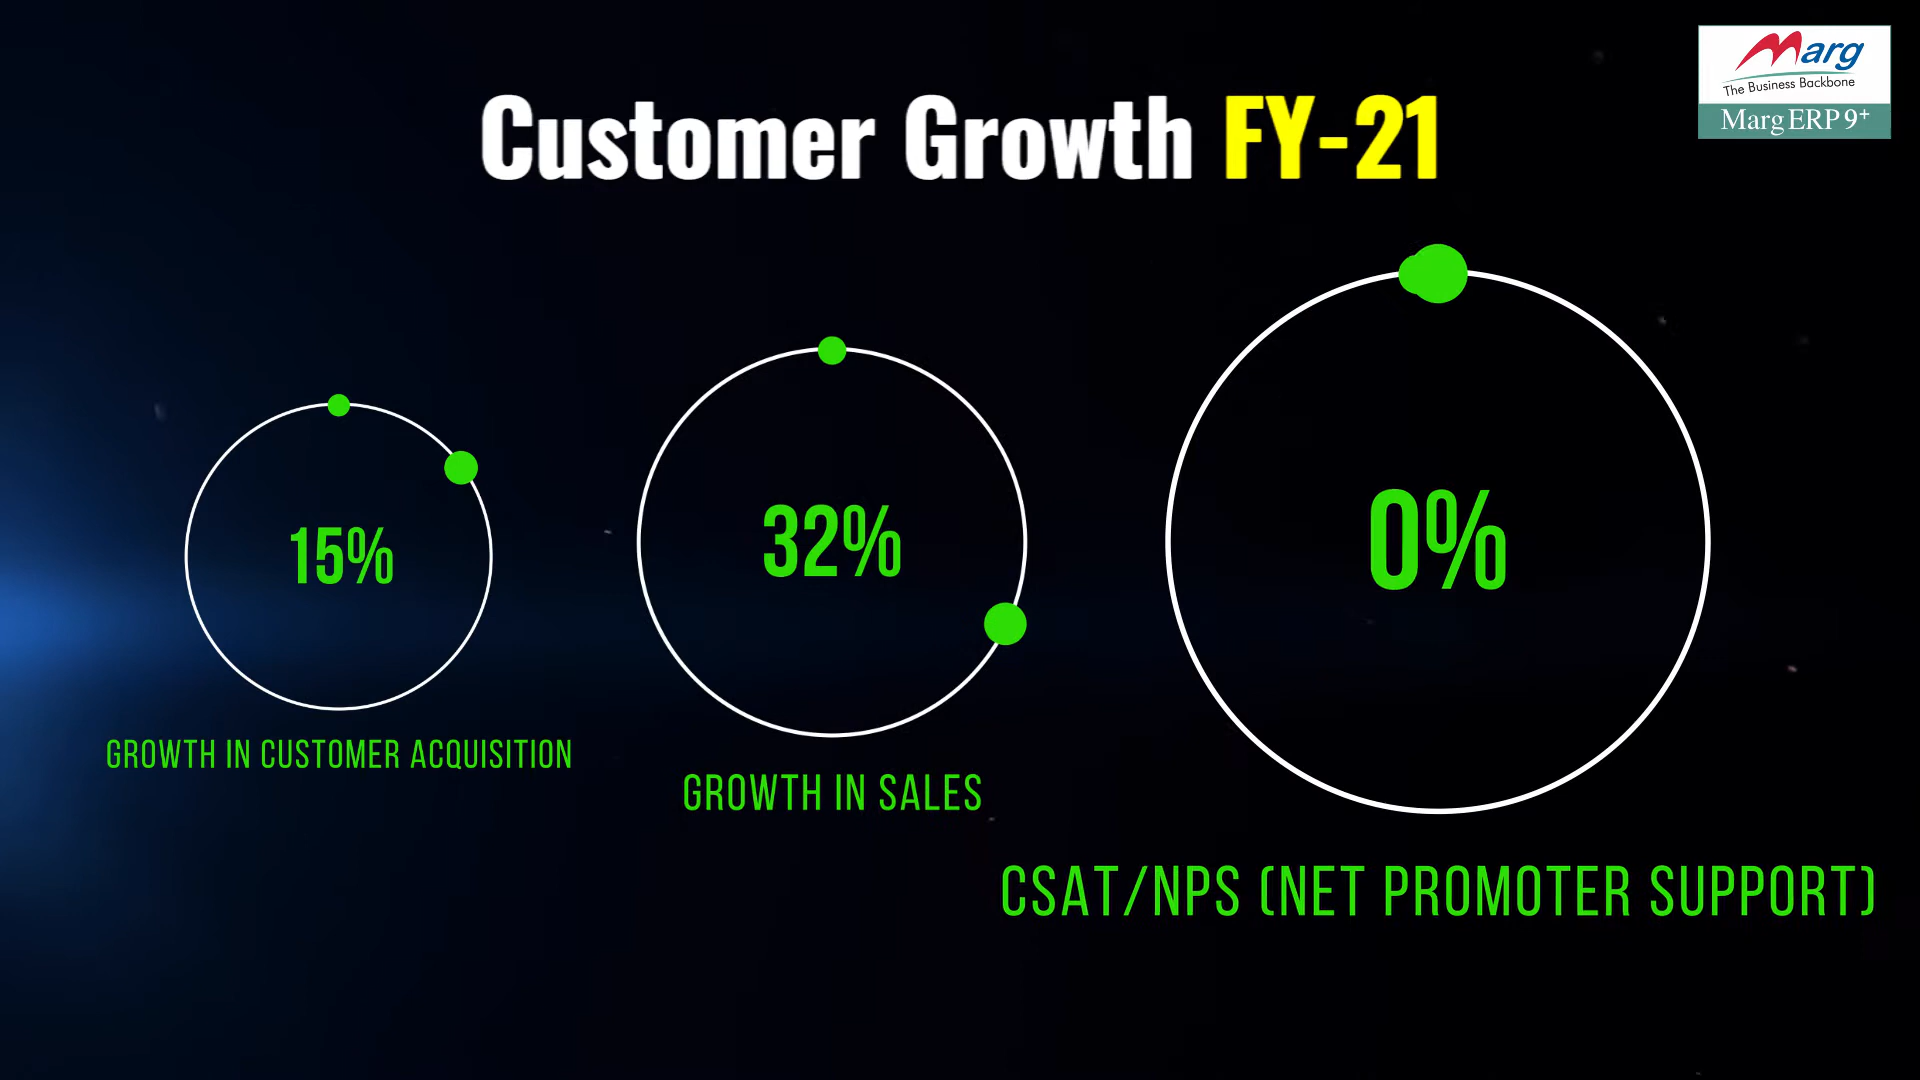 Marg
The Business Backbone
Marg ERP 9+
Customer Growth FY-21
15%
GROWTH IN CUSTOMER ACQUISITION
32%
GROWTH IN SALES
0%
CSAT/NPS (NET PROMOTER SUPPORT)